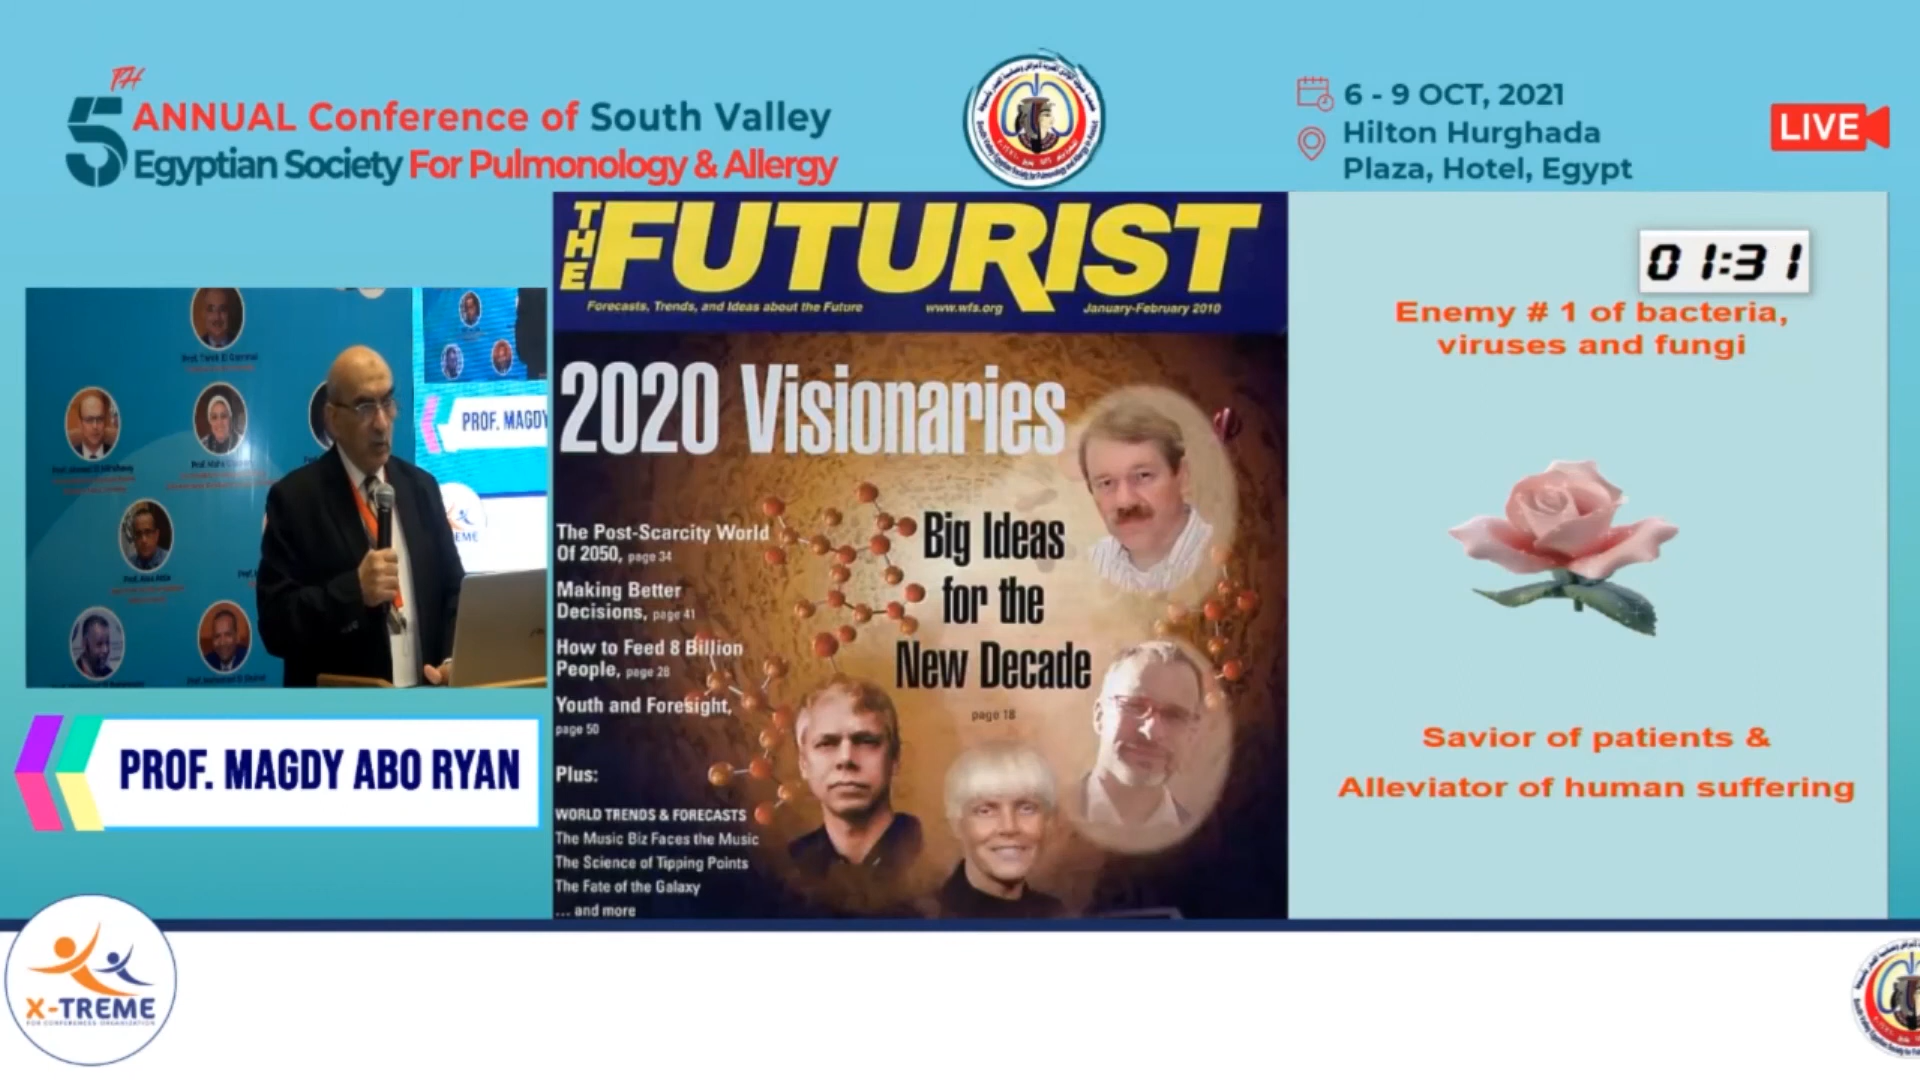 TH
5 ANNUAL Conference of South Valley
Egyptian Society For Pulmonology & Allergy
6 - 9 OCT, 2021
Hilton Hurghada
Plaza, Hotel, Egypt
LIVE
PROF. MAGDY
PROF. MAGDY ABO RYAN
X-TREME
FOR CONFERENCES ORGANIZATION
THE FUTURIST
Forecasts, Trends, and Ideas about the Future
www.wfs.org
January-February 2010
2020 Visionaries
Big Ideas
for the
New Decade
page 18
The Post-Scarcity World
Of 2050, page 34
Making Better
Decisions, page 41
How to Feed 8 Billion
People, page 28
Youth and Foresight,
page 50
Plus:
WORLD TRENDS & FORECASTS
The Music Biz Faces the Music
The Science of Tipping Points
The Fate of the Galaxy
... and more
01:31
Enemy # 1 of bacteria,
viruses and fungi
Savior of patients &
Alleviator of human suffering